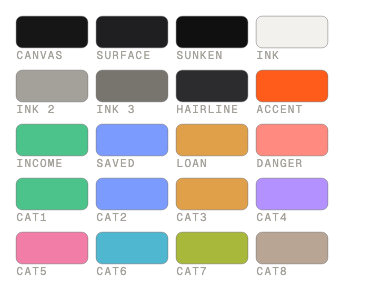 CANVAS SURFACE SUNKEN INK
INK 2 INK 3 HAIRLINE ACCENT
INCOME SAVED LOAN DANGER
CAT1 CAT2 CAT3 CAT4
CAT5 CAT6 CAT7 CAT8